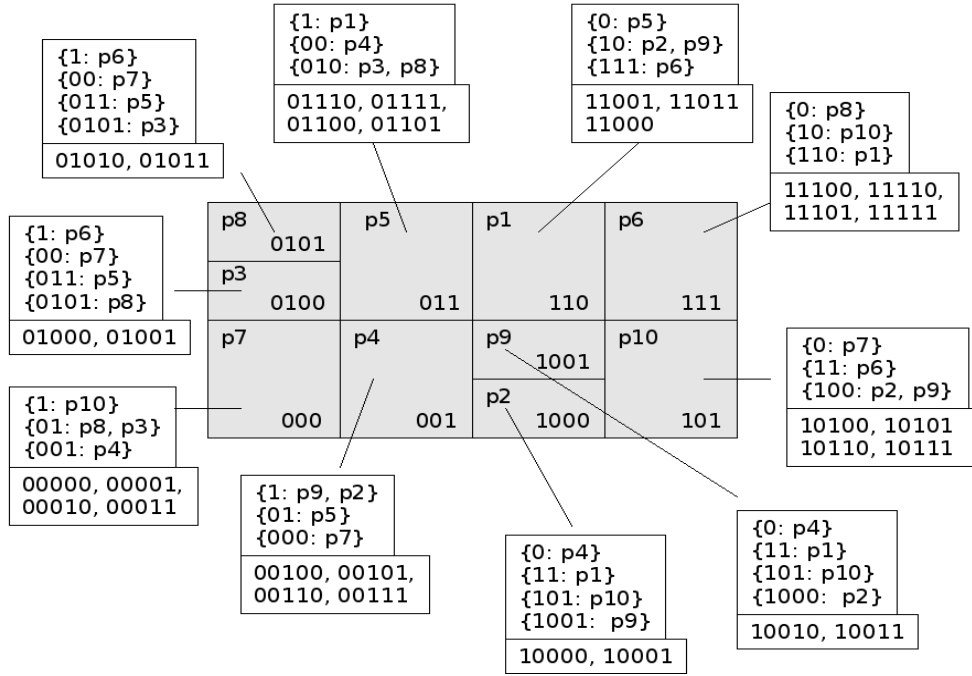 {1: p6}
{00: p7}
{011: p5}
{0101: p3}
01010, 01011
{1: p1}
{00: p4}
{010: p3, p8}
01110, 01111,
01100, 01101
{0: p5}
{10: p2, p9}
{111: p6}
11001, 11011
11000
{0: p8}
{10: p10}
{110: p1}
11100, 11110,
11101, 11111
{1: p6}
{00: p7}
{011: p5}
{0101: p8}
01000, 01001
p8
0101
p3
0100
p5
011
p1
110
p6
111
p7
000
p4
001
p9
1001
p2
1000
p10
101
{1: p10}
{01: p8, p3}
{001: p4}
00000, 00001,
00010, 00011
{1: p9, p2}
{01: p5}
{000: p7}
00100, 00101,
00110, 00111
{0: p4}
{11: p1}
{101: p10}
{1001:  p9}
10000, 10001
{0: p4}
{11: p1}
{101: p10}
{1000:  p2}
10010, 10011
{0: p7}
{11: p6}
{100: p2, p9}
10100, 10101
10110, 10111